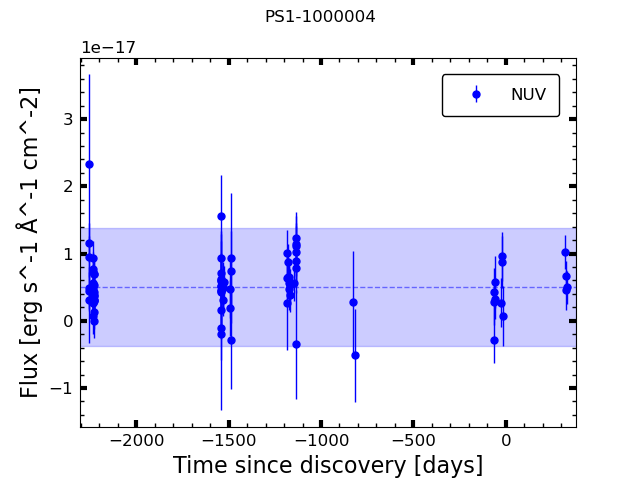 PS1-1000004
1e−17
NUV
3
2
1
0
−1
Flux [erg s^-1 Å^-1 cm^-2]
−2000 −1500 −1000 −500 0
Time since discovery [days]